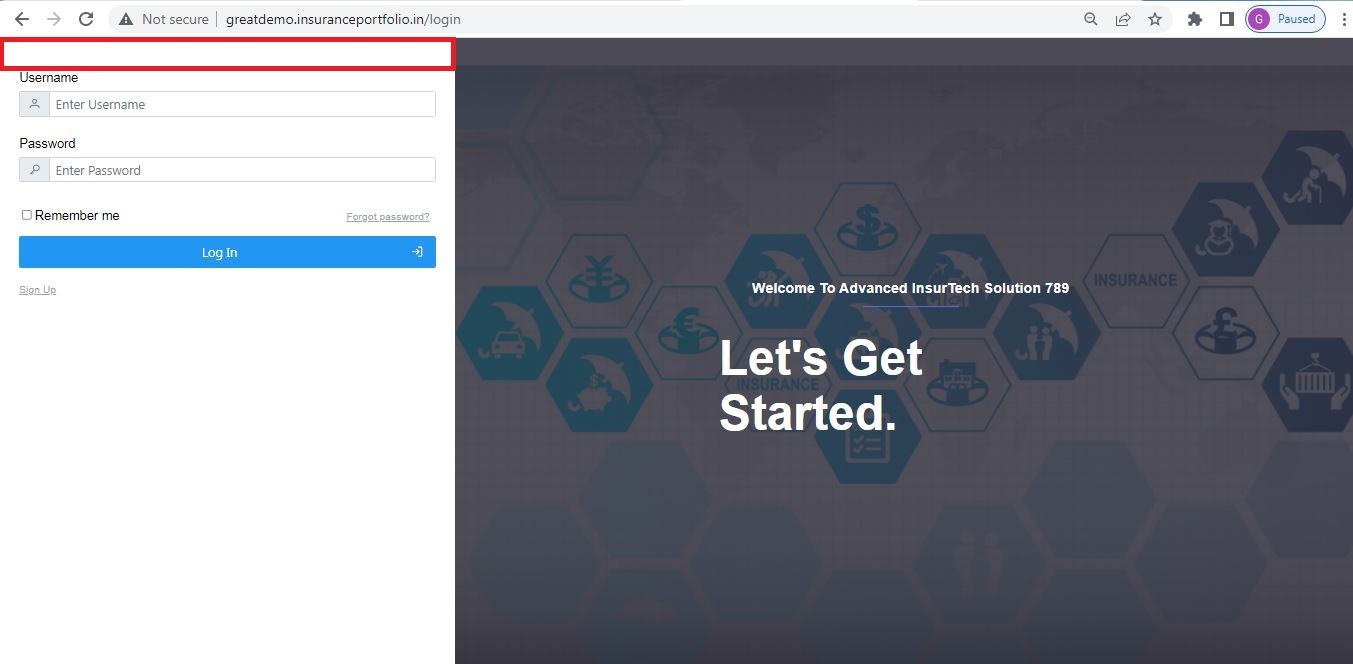 Not secure
greatdemo.insuranceportfolio.in/login
G Paused
Username
Enter Username
Password
Enter Password
Remember me
Forgot password?
Log In
Sign Up
INSURANCE
Welcome To Advanced InsurTech Solution 789
Let's Get
Started.
INSURANCE